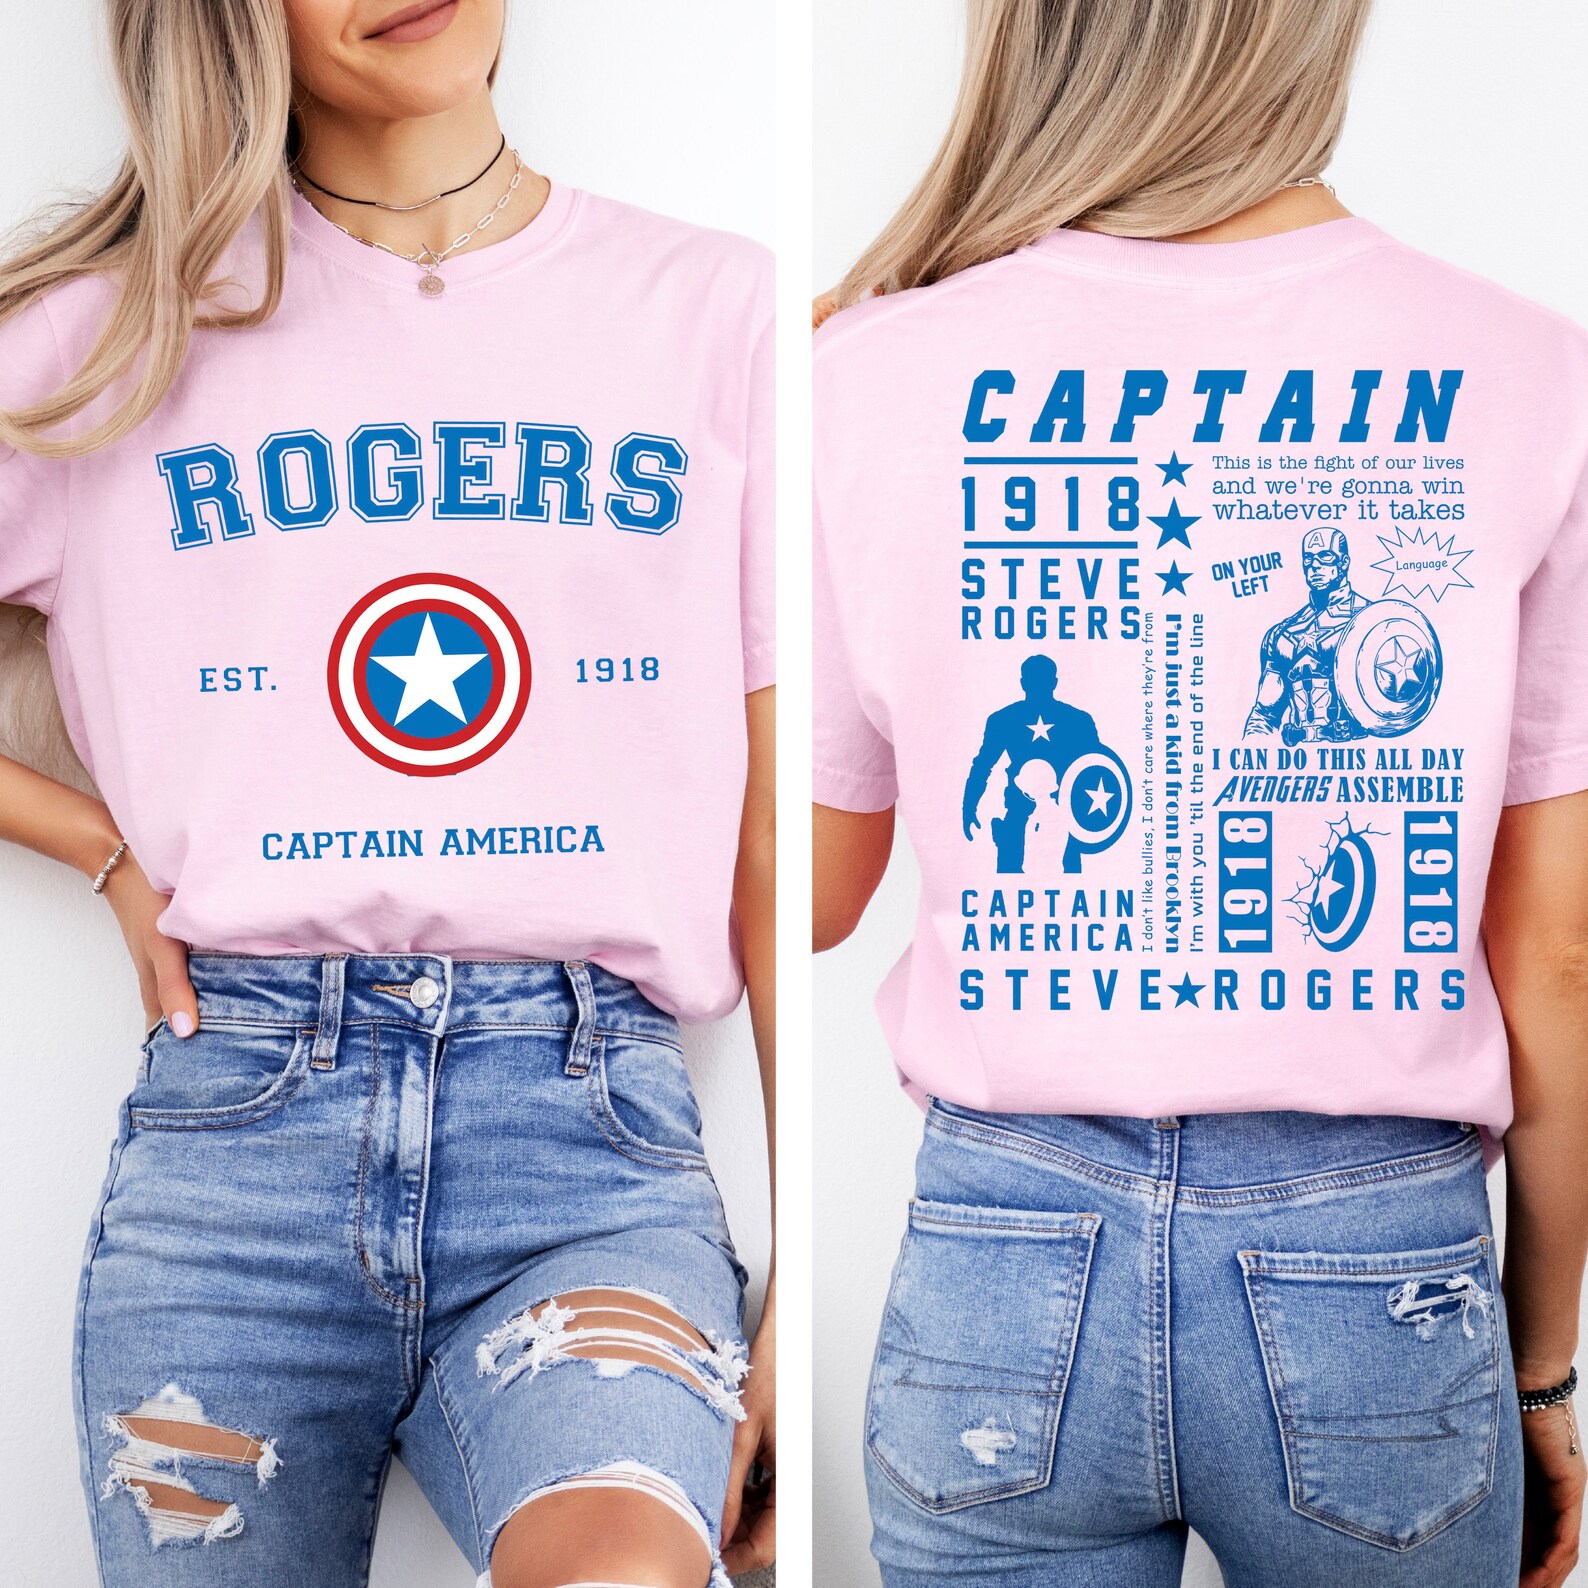 ROGERS
EST.
1918
CAPTAIN AMERICA
CAPTAIN
1918
STEVE
ROGERS
This is the fight of our lives
and we're gonna win
whatever it takes
ON YOUR
LEFT
A
Language
I don't like bullies, I don't care where they're from
I'm just a kid from Brooklyn
I'm with you 'til the end of the line
I CAN DO THIS ALL DAY
AVENGERS ASSEMBLE
CAPTAIN
AMERICA
1918
1918
STEVE★ROGERS